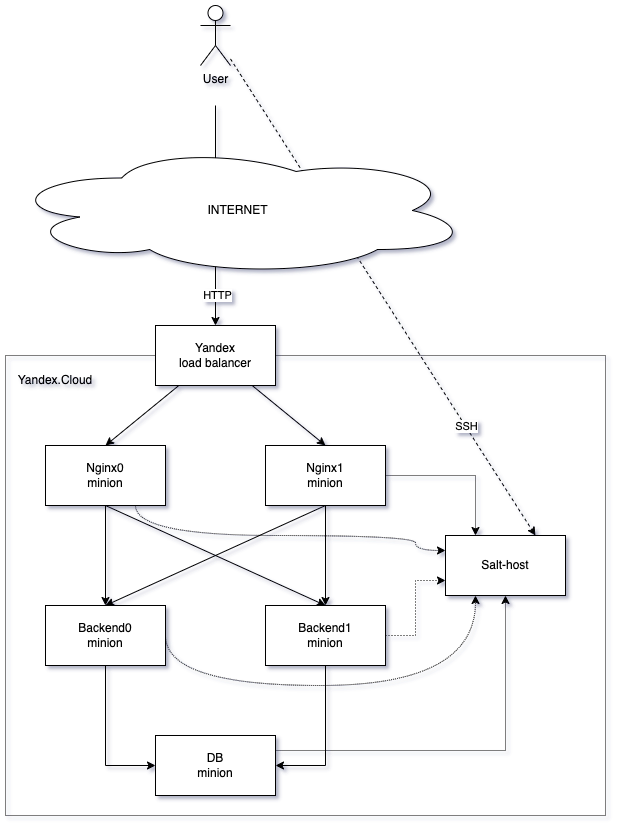 User
INTERNET
HTTP
Yandex
load balancer
Yandex.Cloud
SSH
Nginx0
minion
Nginx1
minion
Salt-host
Backend0
minion
Backend1
minion
DB
minion